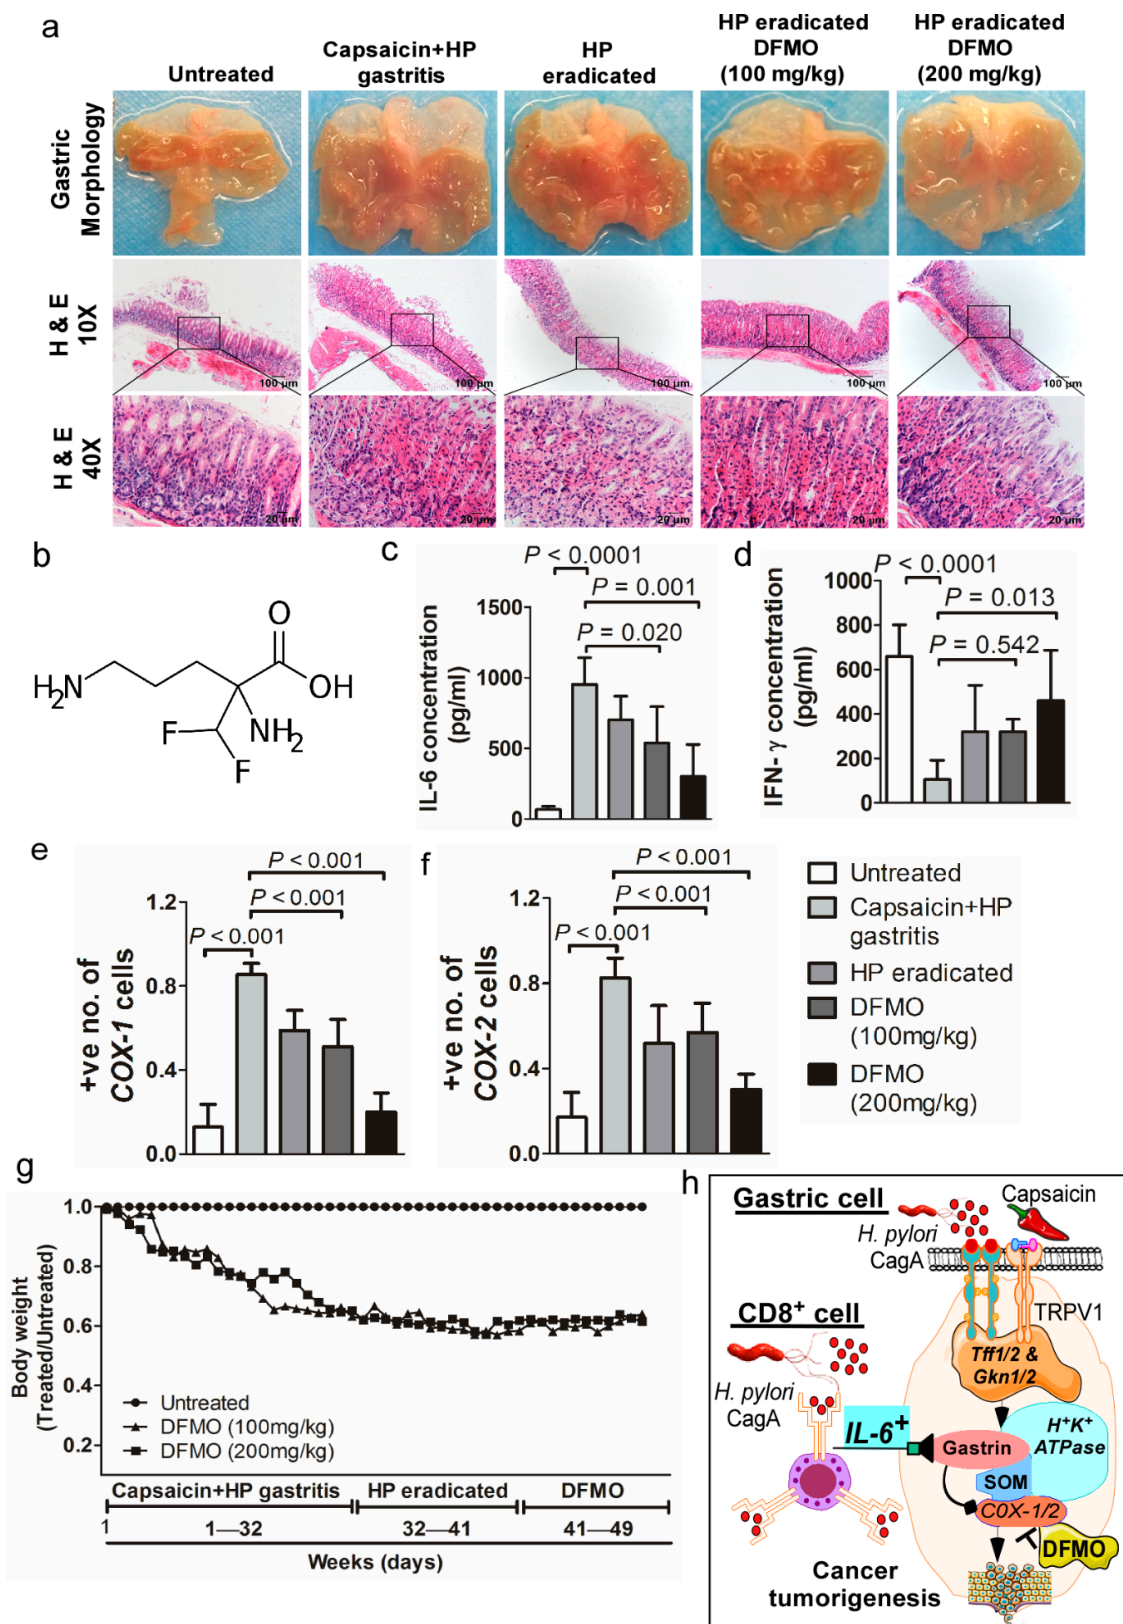 a
Untreated
Capsaicin+HP
gastritis
HP
eradicated
HP eradicated
DFMO
(100 mg/kg)
HP eradicated
DFMO
(200 mg/kg)
Gastric
Morphology
H & E
10X
100 µm
100 µm
100 µm
100 µm
100 µm
H & E
40X
20 µm
20 µm
20 µm
20 µm
20 µm
b
H2N
O
OH
NH2
F
F
c
P < 0.0001
P = 0.001
P = 0.020
IL-6 concentration
(pg/ml)
1500
1000
500
0
d
P < 0.0001
P = 0.013
P = 0.542
IFN- γ concentration
(pg/ml)
1000
800
600
400
200
0
e
P < 0.001
P < 0.001
P < 0.001
+ve no. of
COX-1 cells
1.2
0.8
0.4
0.0
f
P < 0.001
P < 0.001
P < 0.001
+ve no. of
COX-2 cells
1.2
0.8
0.4
0.0
Untreated
Capsaicin+HP
gastritis
HP eradicated
DFMO
(100mg/kg)
DFMO
(200mg/kg)
g
Body weight
(Treated/Untreated)
1.0
0.8
0.6
0.4
0.2
Untreated
DFMO (100mg/kg)
DFMO (200mg/kg)
Capsaicin+HP gastritis
HP eradicated
DFMO
1
1—32
32—41
41—49
Weeks (days)
h
Gastric cell
Capsaicin
H. pylori
CagA
TRPV1
CD8+ cell
Tff1/2 &
Gkn1/2
H. pylori
CagA
IL-6+
H+K+
ATPase
Gastrin
SOM
COX-1/2
DFMO
Cancer
tumorigenesis